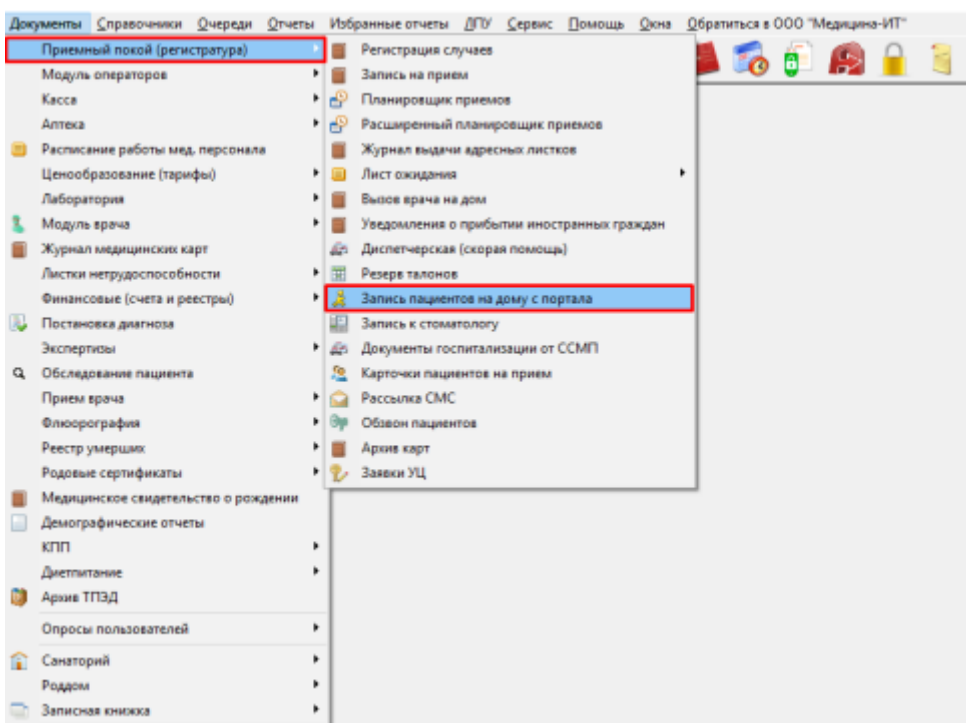 Документы Справочники Очереди Отчеты Избранные отчеты ЛПУ Сервис Помощь Окна Обратиться в ООО "Медицина-ИТ"
Приемный покой (регистратура)
Модуль операторов
Касса
Аптека
Расписание работы мед. персонала
Ценообразование (тарифы)
Лаборатория
Модуль врача
Журнал медицинских карт
Листки нетрудоспособности
Финансовые (счета и реестры)
Постановка диагноза
Экспертизы
Обследование пациента
Прием врача
Флюорография
Реестр умерших
Родовые сертификаты
Медицинское свидетельство о рождении
Демографические отчеты
КПП
Диетпитание
Архив ТПЭД
Опросы пользователей
Санаторий
Роддом
Записная книжка
Регистрация случаев
Запись на прием
Планировщик приемов
Расширенный планировщик приемов
Журнал выдачи адресных листков
Лист ожидания
Вызов врача на дом
Уведомления о прибытии иностранных граждан
Диспетчерская (скорая помощь)
Резерв талонов
Запись пациентов на дому с портала
Запись к стоматологу
Документы госпитализации от ССМП
Карточки пациентов на прием
Рассылка СМС
Обзвон пациентов
Архив карт
Заявки УЦ